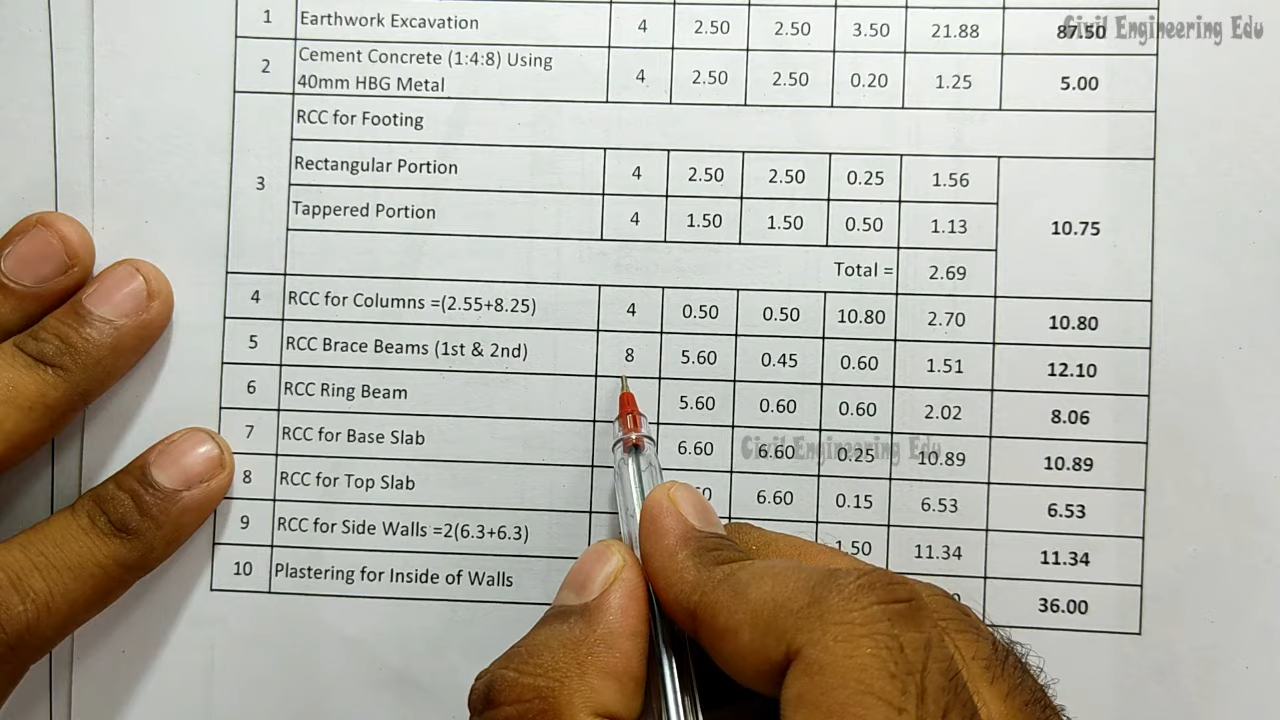 1 Earthwork Excavation 4 2.50 2.50 3.50 21.88 87.50
Civil Engineering Edu
2 Cement Concrete (1:4:8) Using
40mm HBG Metal 4 2.50 2.50 0.20 1.25 5.00
3 RCC for Footing
Rectangular Portion 4 2.50 2.50 0.25 1.56
Tappered Portion 4 1.50 1.50 0.50 1.13 10.75
Total = 2.69
4 RCC for Columns =(2.55+8.25) 4 0.50 0.50 10.80 2.70 10.80
5 RCC Brace Beams (1st & 2nd) 8 5.60 0.45 0.60 1.51 12.10
6 RCC Ring Beam 5.60 0.60 0.60 2.02 8.06
7 RCC for Base Slab 6.60 6.60 0.25 10.89 10.89
Civil Engineering Edu
8 RCC for Top Slab 6.60 0.15 6.53 6.53
9 RCC for Side Walls =2(6.3+6.3) 1.50 11.34 11.34
10 Plastering for Inside of Walls 36.00